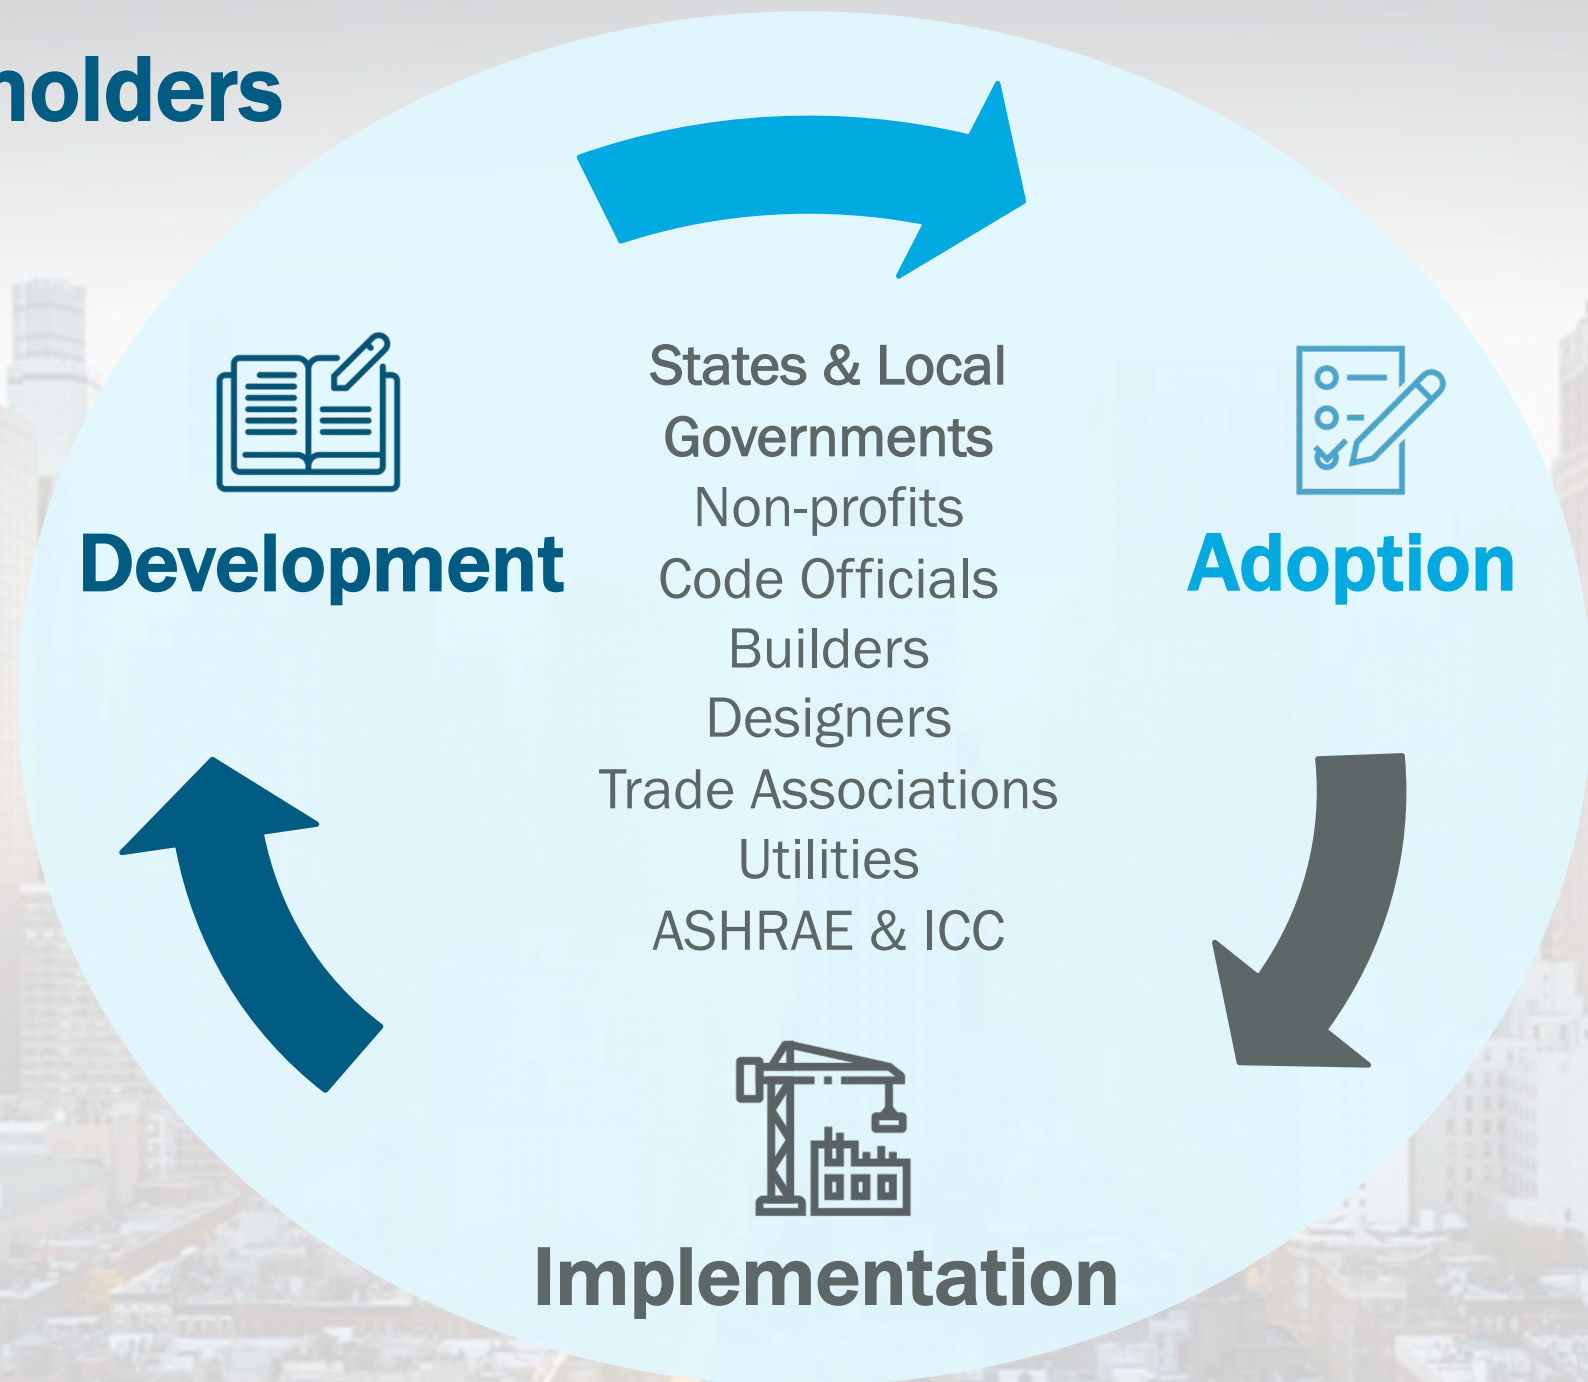 holders
States & Local
Governments
Non-profits
Code Officials
Builders
Designers
Trade Associations
Utilities
ASHRAE & ICC
Development
Adoption
Implementation